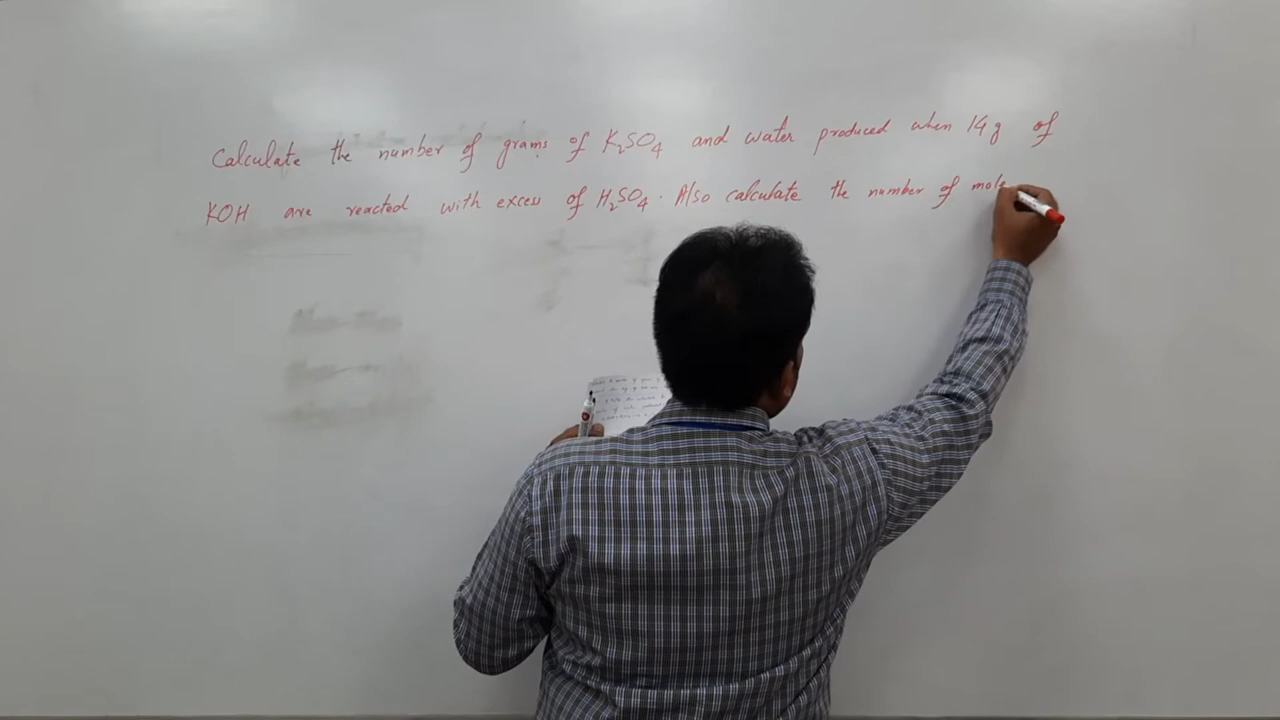 Calculate the number of grams of K₂SO₄ and water produced when 14g of
KOH are reacted with excess of H₂SO₄. Also calculate the number of mole